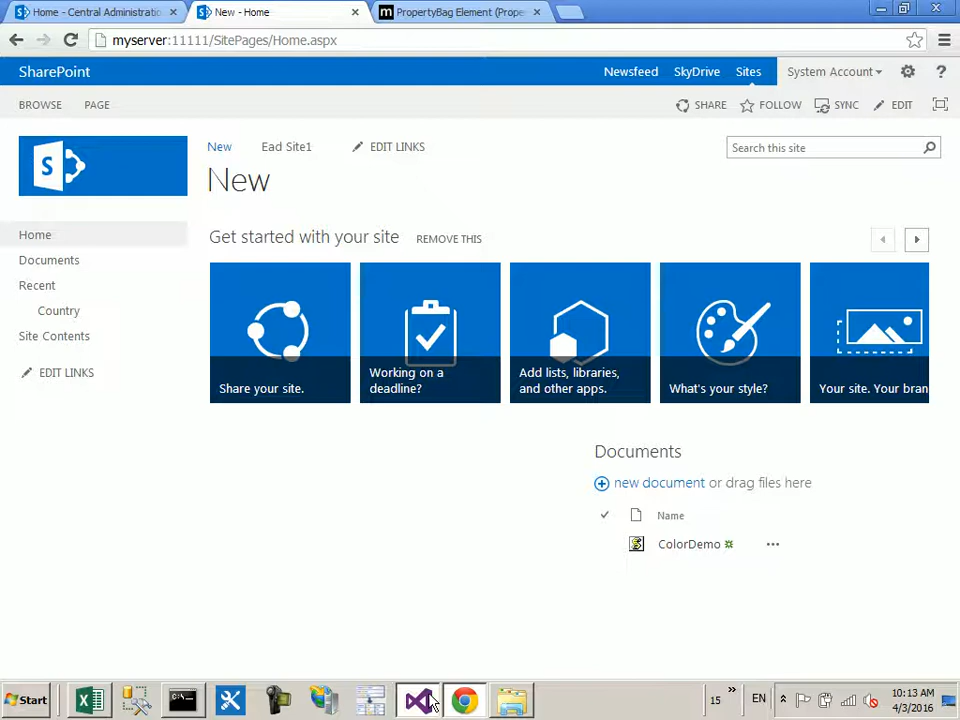 Home - Central Administratio
New - Home
PropertyBag Element (Prope
myserver:11111/SitePages/Home.aspx
SharePoint
Newsfeed SkyDrive Sites System Account
BROWSE PAGE SHARE FOLLOW SYNC EDIT
New Ead Site1 EDIT LINKS
Search this site
New
Home
Documents
Recent
Country
Site Contents
EDIT LINKS
Get started with your site REMOVE THIS
Share your site.
Working on a
deadline?
Add lists, libraries,
and other apps.
What's your style?
Your site. Your bran
Documents
new document or drag files here
Name
ColorDemo
Start
15
EN
10:13 AM
4/3/2016